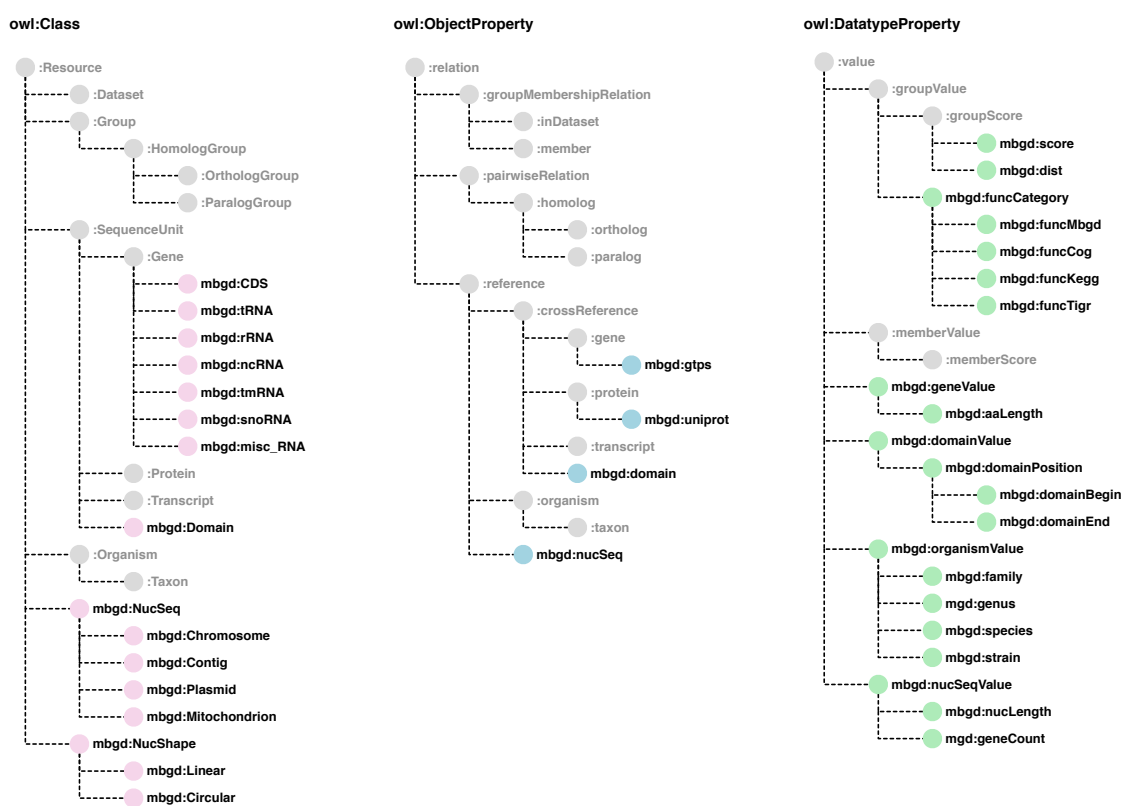 owl:Class
:Resource
:Dataset
:Group
:HomologGroup
:OrthologGroup
:ParalogGroup
:SequenceUnit
:Gene
mbgd:CDS
mbgd:tRNA
mbgd:rRNA
mbgd:ncRNA
mbgd:tmRNA
mbgd:snoRNA
mbgd:misc_RNA
:Protein
:Transcript
mbgd:Domain
:Organism
:Taxon
mbgd:NucSeq
mbgd:Chromosome
mbgd:Contig
mbgd:Plasmid
mbgd:Mitochondrion
mbgd:NucShape
mbgd:Linear
mbgd:Circular
owl:ObjectProperty
:relation
:groupMembershipRelation
:inDataset
:member
:pairwiseRelation
:homolog
:ortholog
:paralog
:reference
:crossReference
:gene
mbgd:gtps
:protein
mbgd:uniprot
:transcript
mbgd:domain
:organism
:taxon
mbgd:nucSeq
owl:DatatypeProperty
:value
:groupValue
:groupScore
mbgd:score
mbgd:dist
mbgd:funcCategory
mbgd:funcMbgd
mbgd:funcCog
mbgd:funcKegg
mbgd:funcTigr
:memberValue
:memberScore
mbgd:geneValue
mbgd:aaLength
mbgd:domainValue
mbgd:domainPosition
mbgd:domainBegin
mbgd:domainEnd
mbgd:organismValue
mbgd:family
mgd:genus
mbgd:species
mbgd:strain
mbgd:nucSeqValue
mbgd:nucLength
mgd:geneCount